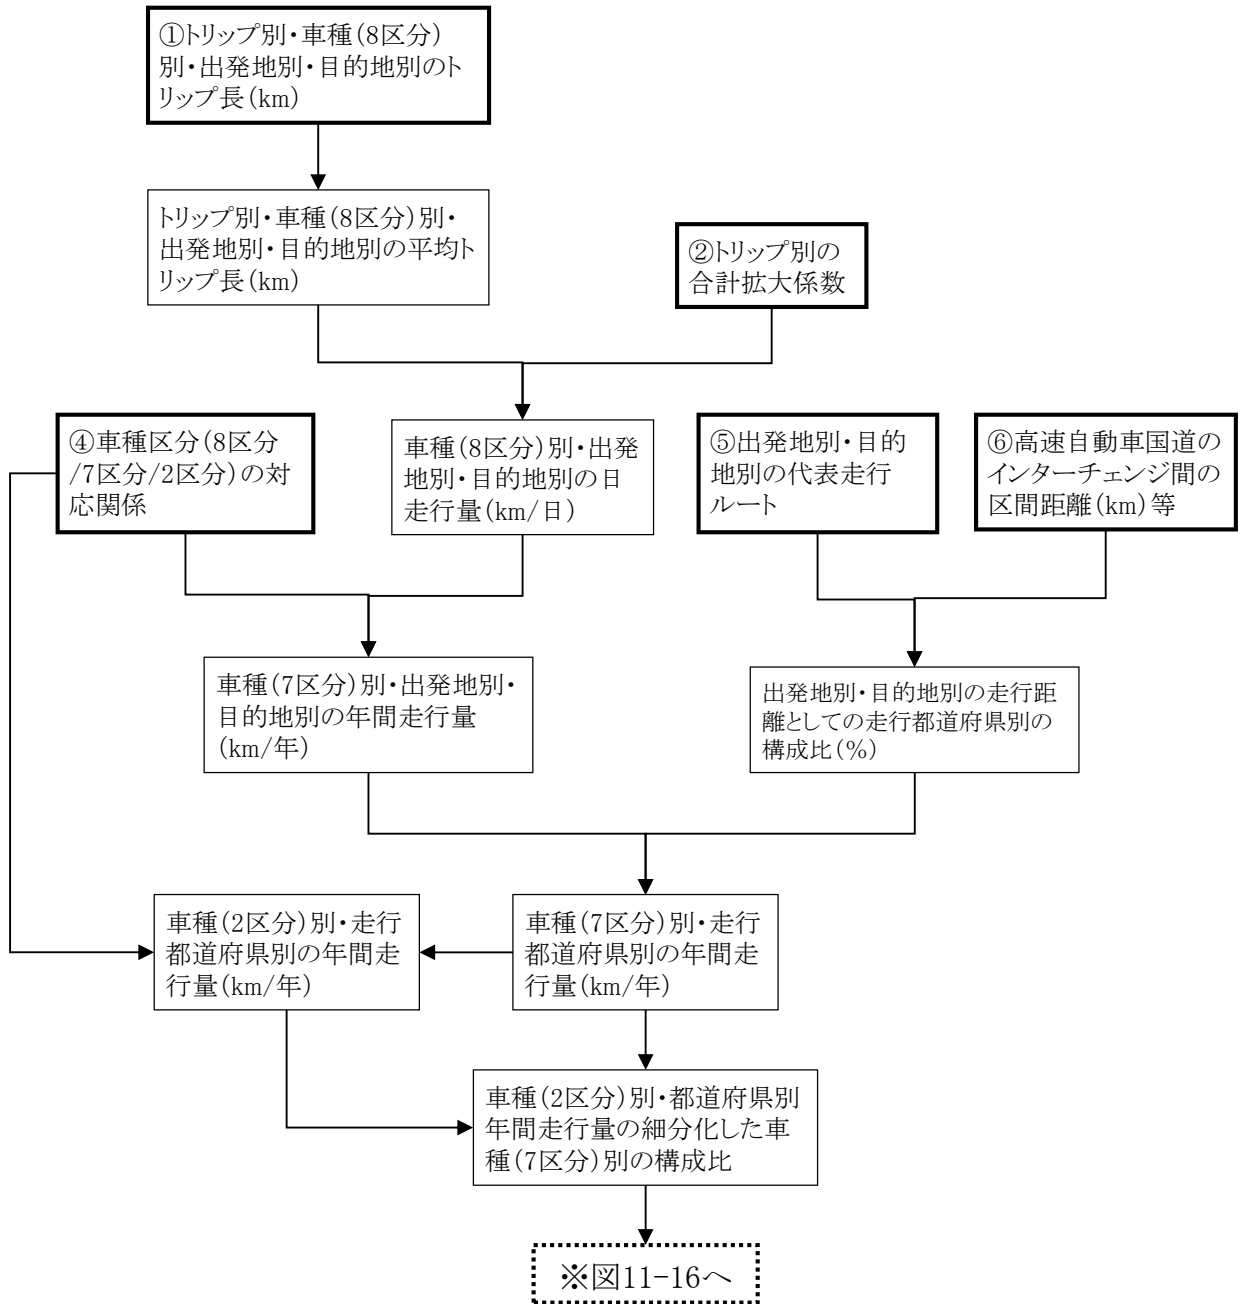 ①トリップ別・車種(8区分)
別・出発地別・目的地別のト
リップ長(km)
トリップ別・車種(8区分)別・
出発地別・目的地別の平均ト
リップ長(km)
②トリップ別の
合計拡大係数
④車種区分(8区分
/7区分/2区分)の対
応関係
車種(8区分)別・出発
地別・目的地別の日
走行量(km/日)
⑤出発地別・目的
地別の代表走行
ルート
⑥高速自動車国道の
インターチェンジ間の
区間距離(km)等
車種(7区分)別・出発地別・
目的地別の年間走行量
(km/年)
出発地別・目的地別の走行距
離としての走行都道府県別の
構成比(%)
車種(2区分)別・走行
都道府県別の年間走
行量(km/年)
車種(7区分)別・走行
都道府県別の年間走
行量(km/年)
車種(2区分)別・都道府県別
年間走行量の細分化した車
種(7区分)別の構成比
※図11-16へ